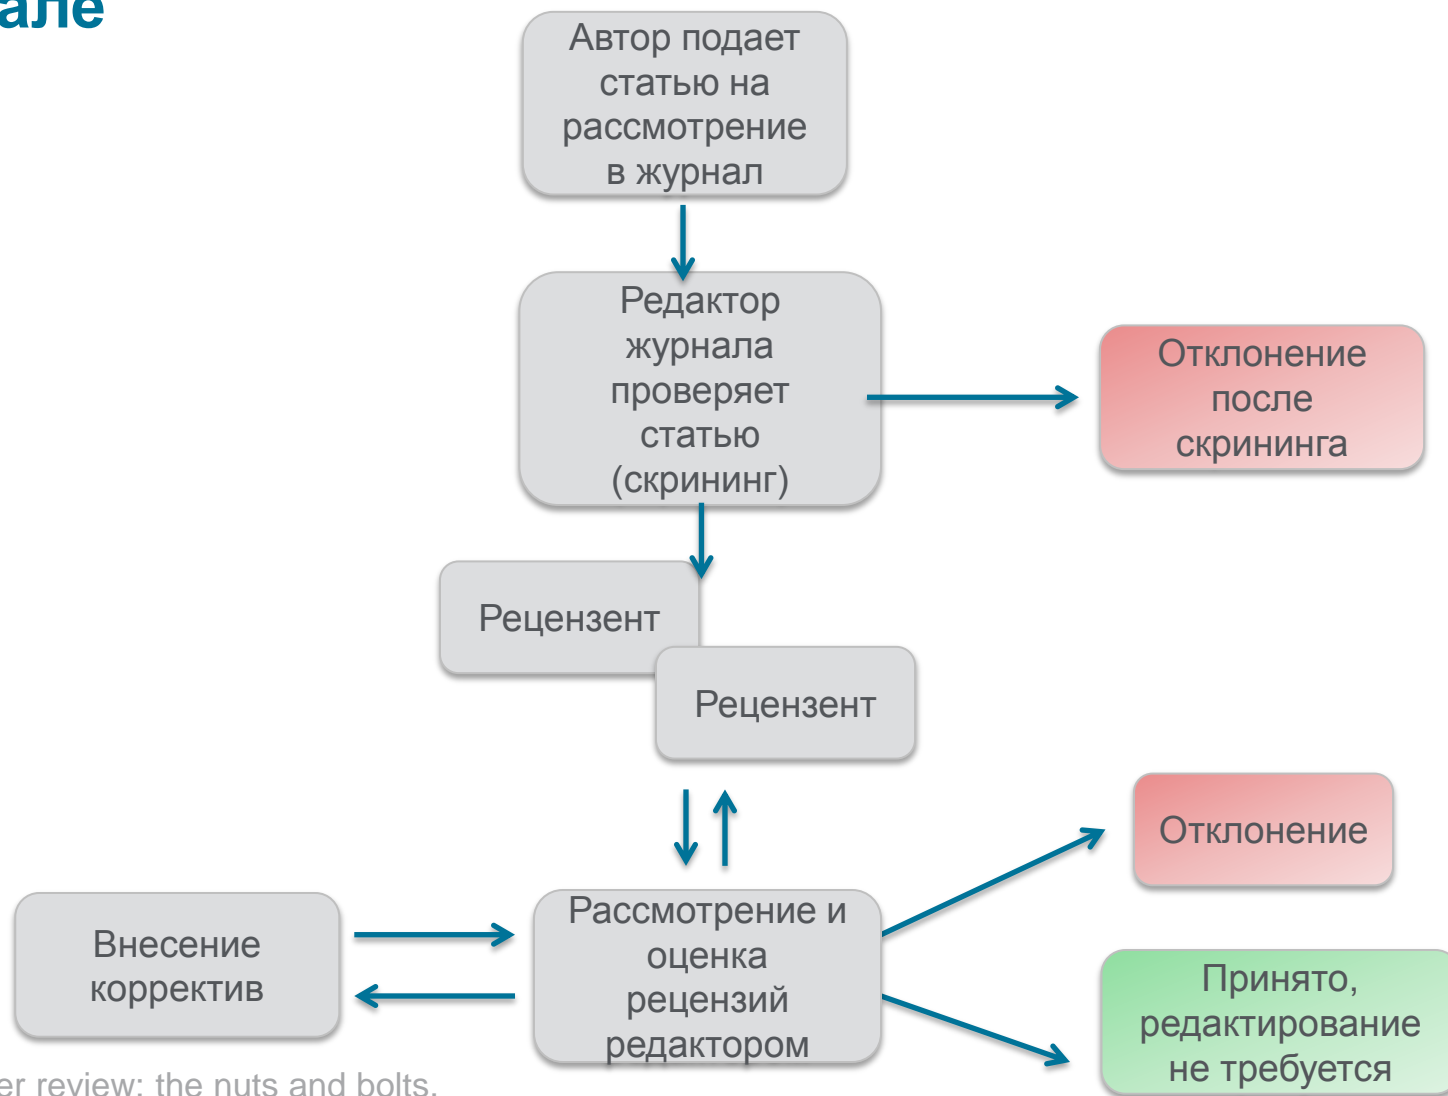 але
Автор подает
статью на
рассмотрение
в журнал
Редактор
журнала
проверяет
статью
(скрининг)
Отклонение
после
скрининга
Рецензент
Рецензент
Отклонение
Внесение
корректив
Рассмотрение и
оценка
рецензий
редактором
Принято,
редактирование
не требуется
er review: the nuts and bolts.